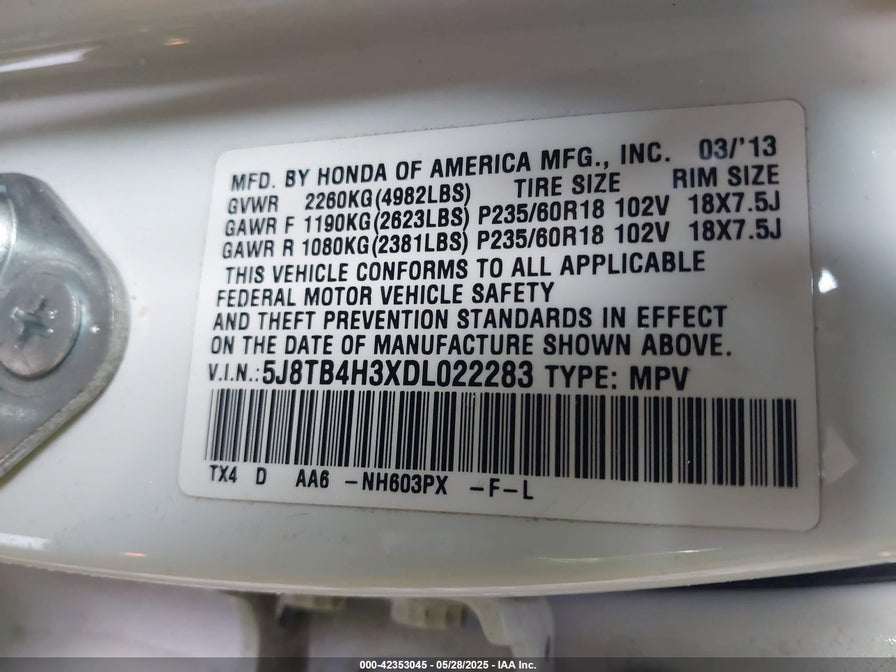 MFD. BY HONDA OF AMERICA MFG., INC. 03/'13
GVWR 2260KG(4982LBS) TIRE SIZE RIM SIZE
GAWR F 1190KG(2623LBS) P235/60R18 102V 18X7.5J
GAWR R 1080KG(2381LBS) P235/60R18 102V 18X7.5J
THIS VEHICLE CONFORMS TO ALL APPLICABLE
FEDERAL MOTOR VEHICLE SAFETY
AND THEFT PREVENTION STANDARDS IN EFFECT
ON THE DATE OF MANUFACTURE SHOWN ABOVE.
V.I.N.:5J8TB4H3XDL022283 TYPE: MPV
TX4 D AA6 -NH603PX -F-L
000-42353045 - 05/28/2025 - IAA Inc.